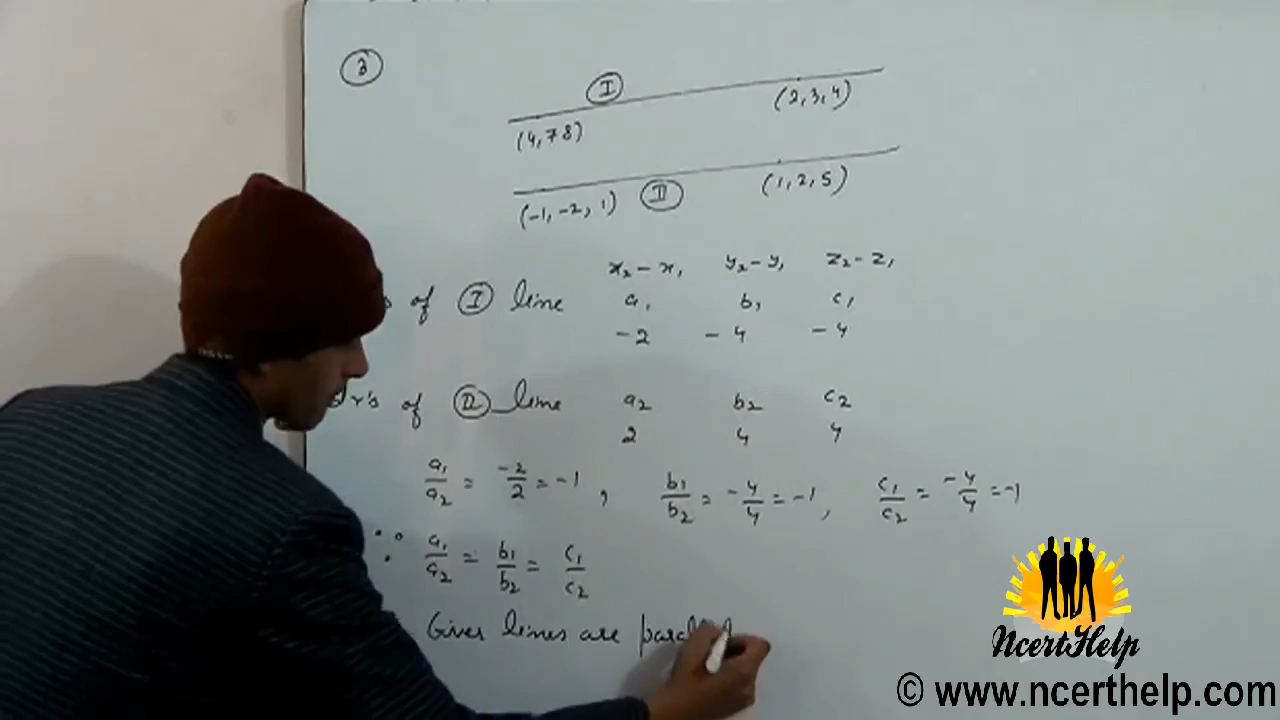 3
I
(2, 3, 4)
(4, 7 8)
(-1, -2, 1) II (1, 2, 5)
x₂ - x₁ y₂ - y₁ z₂ - z₁
of I line a₁ b₁ c₁
-2 -4 -4
Dr's of II line a₂ b₂ c₂
2 4 4
a₁/a₂ = -2/2 = -1, b₁/b₂ = -4/4 = -1, c₁/c₂ = -4/4 = -1
∵ a₁/a₂ = b₁/b₂ = c₁/c₂
Given lines are parallel
NcertHelp
© www.ncerthelp.com